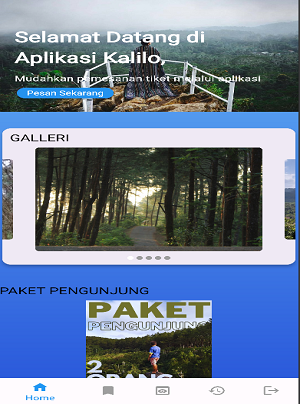 Selamat Datang di
Aplikasi Kalilo,
Mudahkan pemesanan tiket melalui aplikasi
Pesan Sekarang
GALLERI
PAKET PENGUNJUNG
PAKET
PENGUNJUNG
2
ORANG
Home